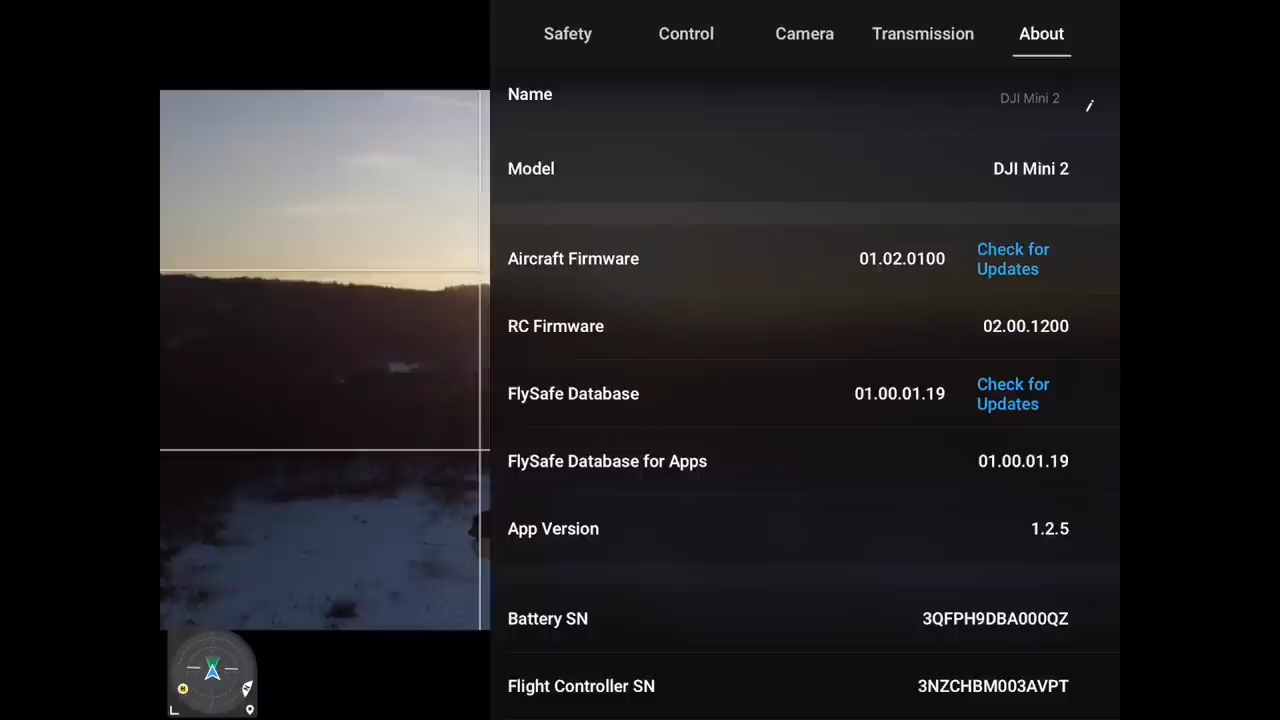 Safety Control Camera Transmission About
Name DJI Mini 2
Model DJI Mini 2
Aircraft Firmware 01.02.0100 Check for
Updates
RC Firmware 02.00.1200
FlySafe Database 01.00.01.19 Check for
Updates
FlySafe Database for Apps 01.00.01.19
App Version 1.2.5
Battery SN 3QFPH9DBA000QZ
Flight Controller SN 3NZCHBM003AVPT